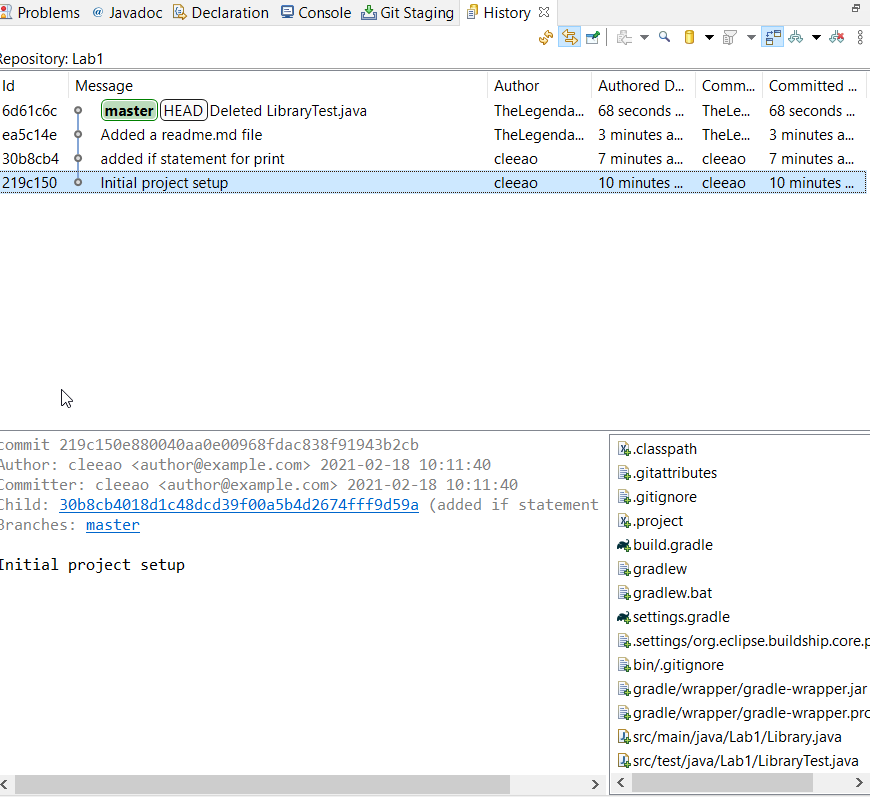 Problems @ Javadoc Declaration Console Git Staging History
Repository: Lab1
Id Message Author Authored D... Comm... Committed ...
6d61c6c master HEAD Deleted LibraryTest.java TheLegenda... 68 seconds ... TheLe... 68 seconds ...
ea5c14e Added a readme.md file TheLegenda... 3 minutes a... TheLe... 3 minutes a...
30b8cb4 added if statement for print cleeao 7 minutes a... cleeao 7 minutes a...
219c150 Initial project setup cleeao 10 minutes ... cleeao 10 minutes ...
commit 219c150e880040aa0e00968fdac838f91943b2cb
Author: cleeao <author@example.com> 2021-02-18 10:11:40
Committer: cleeao <author@example.com> 2021-02-18 10:11:40
Child: 30b8cb4018d1c48dcd39f00a5b4d2674fff9d59a (added if statement
Branches: master
Initial project setup
.classpath
.gitattributes
.gitignore
.project
build.gradle
gradlew
gradlew.bat
settings.gradle
.settings/org.eclipse.buildship.core.p
bin/.gitignore
gradle/wrapper/gradle-wrapper.jar
gradle/wrapper/gradle-wrapper.pro
src/main/java/Lab1/Library.java
src/test/java/Lab1/LibraryTest.java